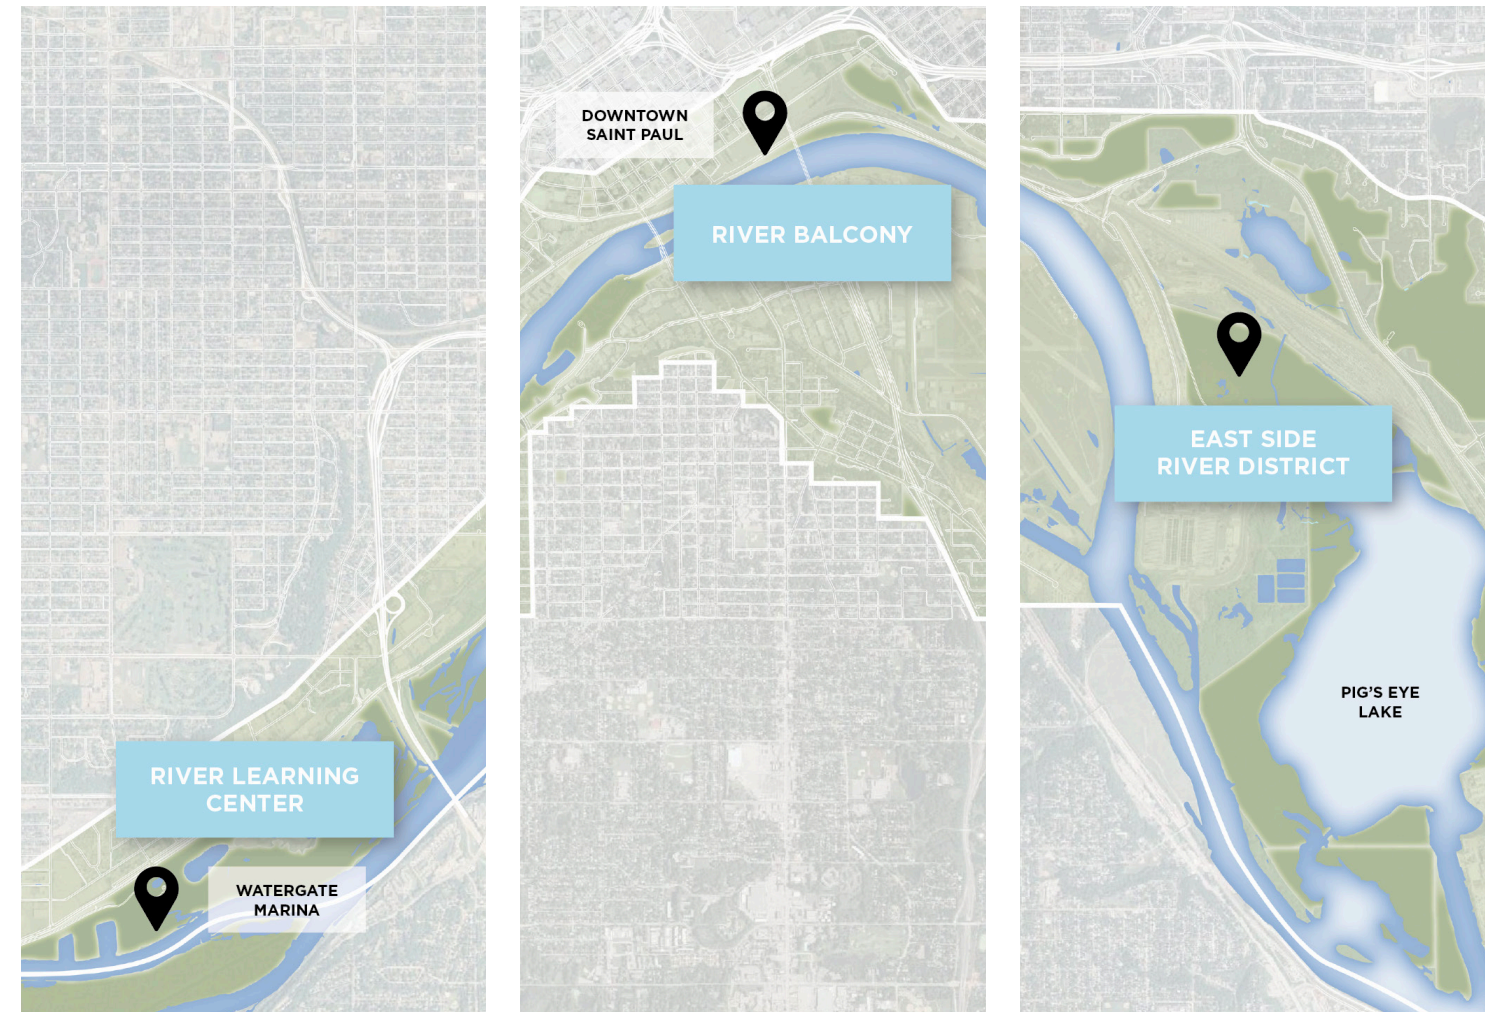 RIVER LEARNING
CENTER
WATERGATE
MARINA
DOWNTOWN
SAINT PAUL
RIVER BALCONY
EAST SIDE
RIVER DISTRICT
PIG'S EYE
LAKE